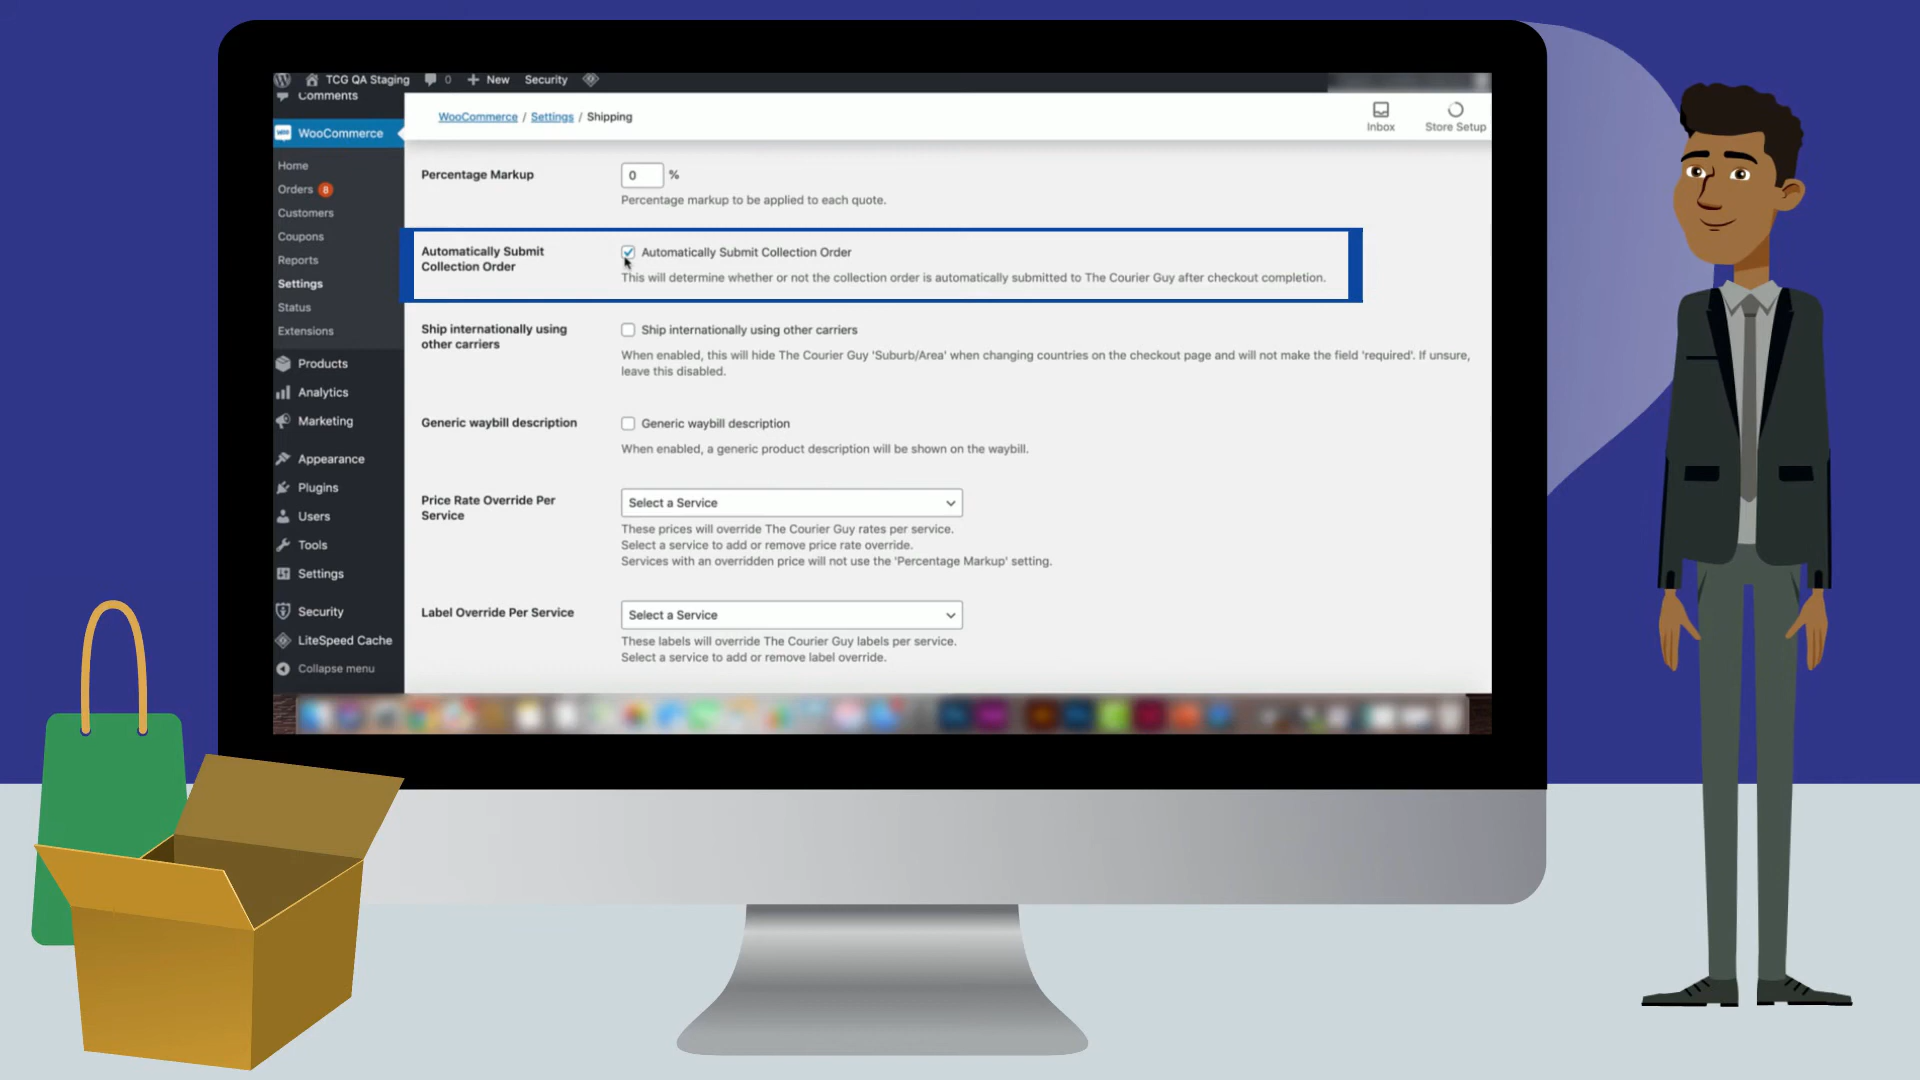 TCG QA Staging 0 New Security
Comments
WooCommerce
Home
Orders 8
Customers
Coupons
Reports
Settings
Status
Extensions
Products
Analytics
Marketing
Appearance
Plugins
Users
Tools
Settings
Security
LiteSpeed Cache
Collapse menu
WooCommerce / Settings / Shipping
Inbox
Store Setup
Percentage Markup
0 %
Percentage markup to be applied to each quote.
Automatically Submit
Collection Order
Automatically Submit Collection Order
This will determine whether or not the collection order is automatically submitted to The Courier Guy after checkout completion.
Ship internationally using
other carriers
Ship internationally using other carriers
When enabled, this will hide The Courier Guy 'Suburb/Area' when changing countries on the checkout page and will not make the field 'required'. If unsure,
leave this disabled.
Generic waybill description
Generic waybill description
When enabled, a generic product description will be shown on the waybill.
Price Rate Override Per
Service
Select a Service
These prices will override The Courier Guy rates per service.
Select a service to add or remove price rate override.
Services with an overridden price will not use the 'Percentage Markup' setting.
Label Override Per Service
Select a Service
These labels will override The Courier Guy labels per service.
Select a service to add or remove label override.